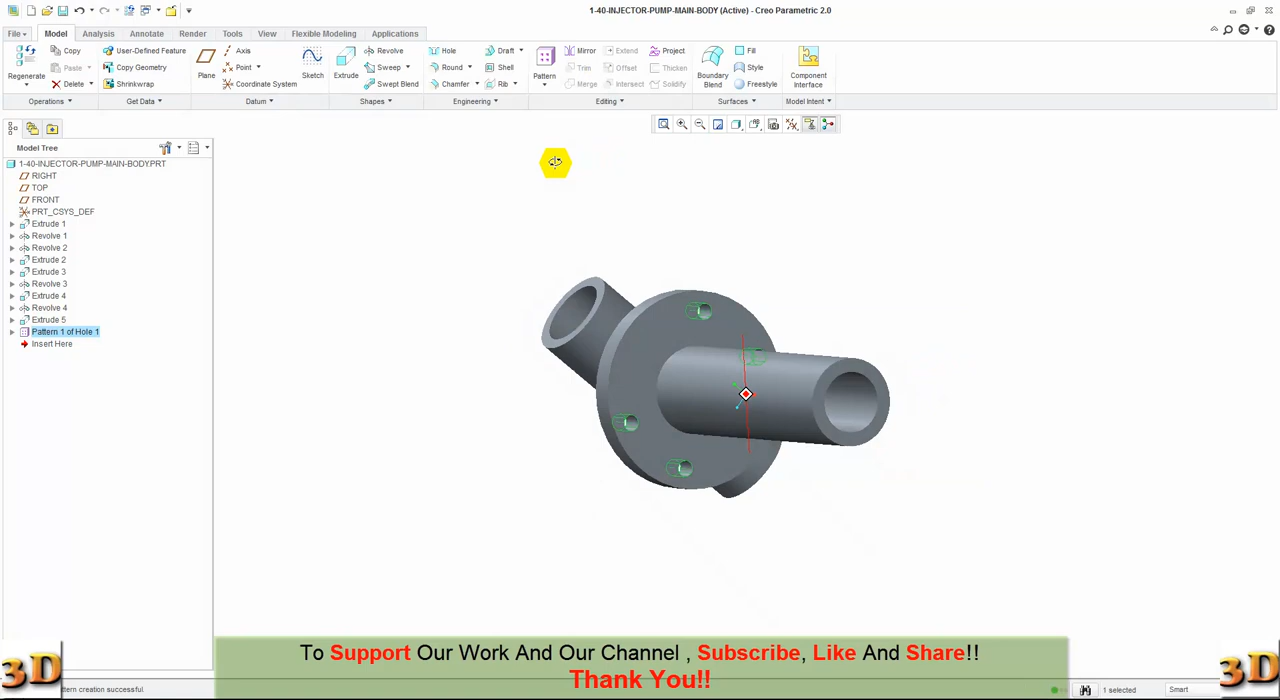 1-40-INJECTOR-PUMP-MAIN-BODY (Active) - Creo Parametric 2.0
File
Model
Analysis
Annotate
Render
Tools
View
Flexible Modeling
Applications
Regenerate
Copy
Paste
Delete
Operations
User-Defined Feature
Copy Geometry
Shrinkwrap
Get Data
Plane
Axis
Point
Coordinate System
Sketch
Datum
Extrude
Revolve
Sweep
Swept Blend
Shapes
Hole
Round
Chamfer
Draft
Shell
Rib
Engineering
Pattern
Mirror
Trim
Merge
Extend
Offset
Intersect
Project
Thicken
Solidify
Editing
Boundary
Blend
Fill
Style
Freestyle
Surfaces
Component
Interface
Model Intent
Model Tree
1-40-INJECTOR-PUMP-MAIN-BODY.PRT
RIGHT
TOP
FRONT
PRT_CSYS_DEF
Extrude 1
Revolve 1
Revolve 2
Extrude 2
Extrude 3
Revolve 3
Extrude 4
Revolve 4
Extrude 5
Pattern 1 of Hole 1
Insert Here
To Support Our Work And Our Channel , Subscribe, Like And Share!!
Thank You!!
3D
3D
tern creation successful
1 selected
Smart